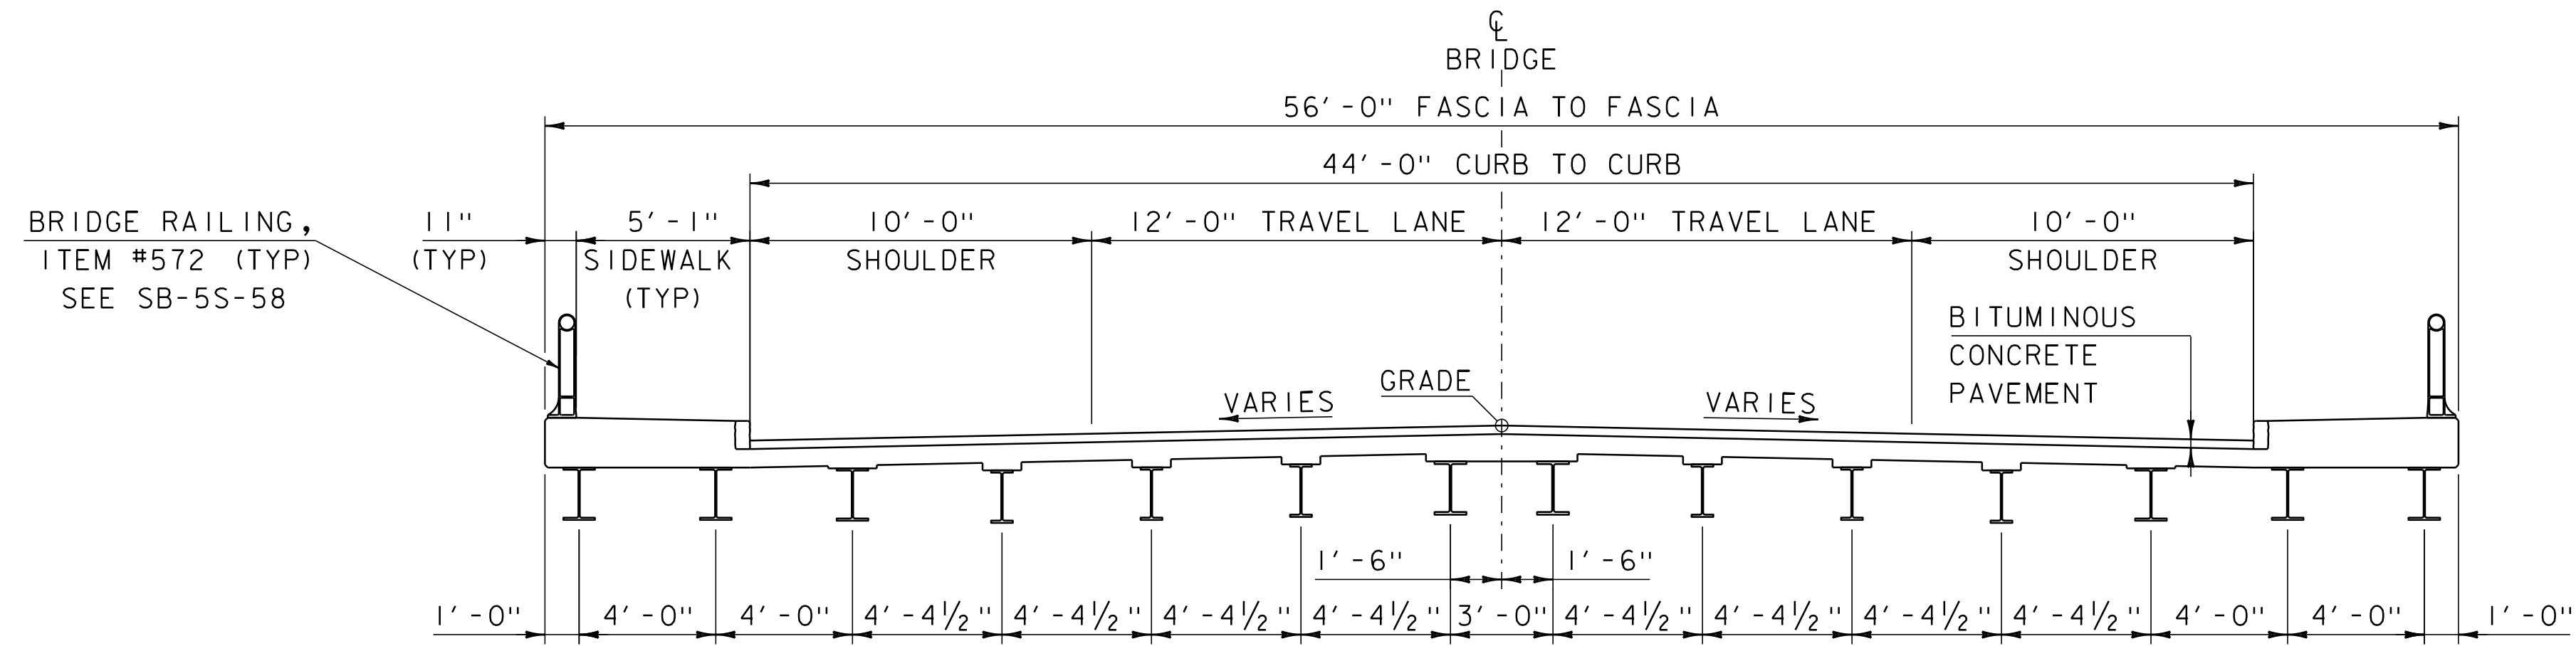 ℄
BRIDGE
56'-0" FASCIA TO FASCIA
44'-0" CURB TO CURB
BRIDGE RAILING,
ITEM #572 (TYP)
SEE SB-5S-58
11"
(TYP)
5'-1"
SIDEWALK
(TYP)
10'-0"
SHOULDER
12'-0" TRAVEL LANE
12'-0" TRAVEL LANE
10'-0"
SHOULDER
BITUMINOUS
CONCRETE
PAVEMENT
VARIES
GRADE
VARIES
1'-6"
1'-6"
1'-0"
4'-0"
4'-0"
4'-4½"
4'-4½"
4'-4½"
4'-4½"
3'-0"
4'-4½"
4'-4½"
4'-4½"
4'-4½"
4'-0"
4'-0"
1'-0"